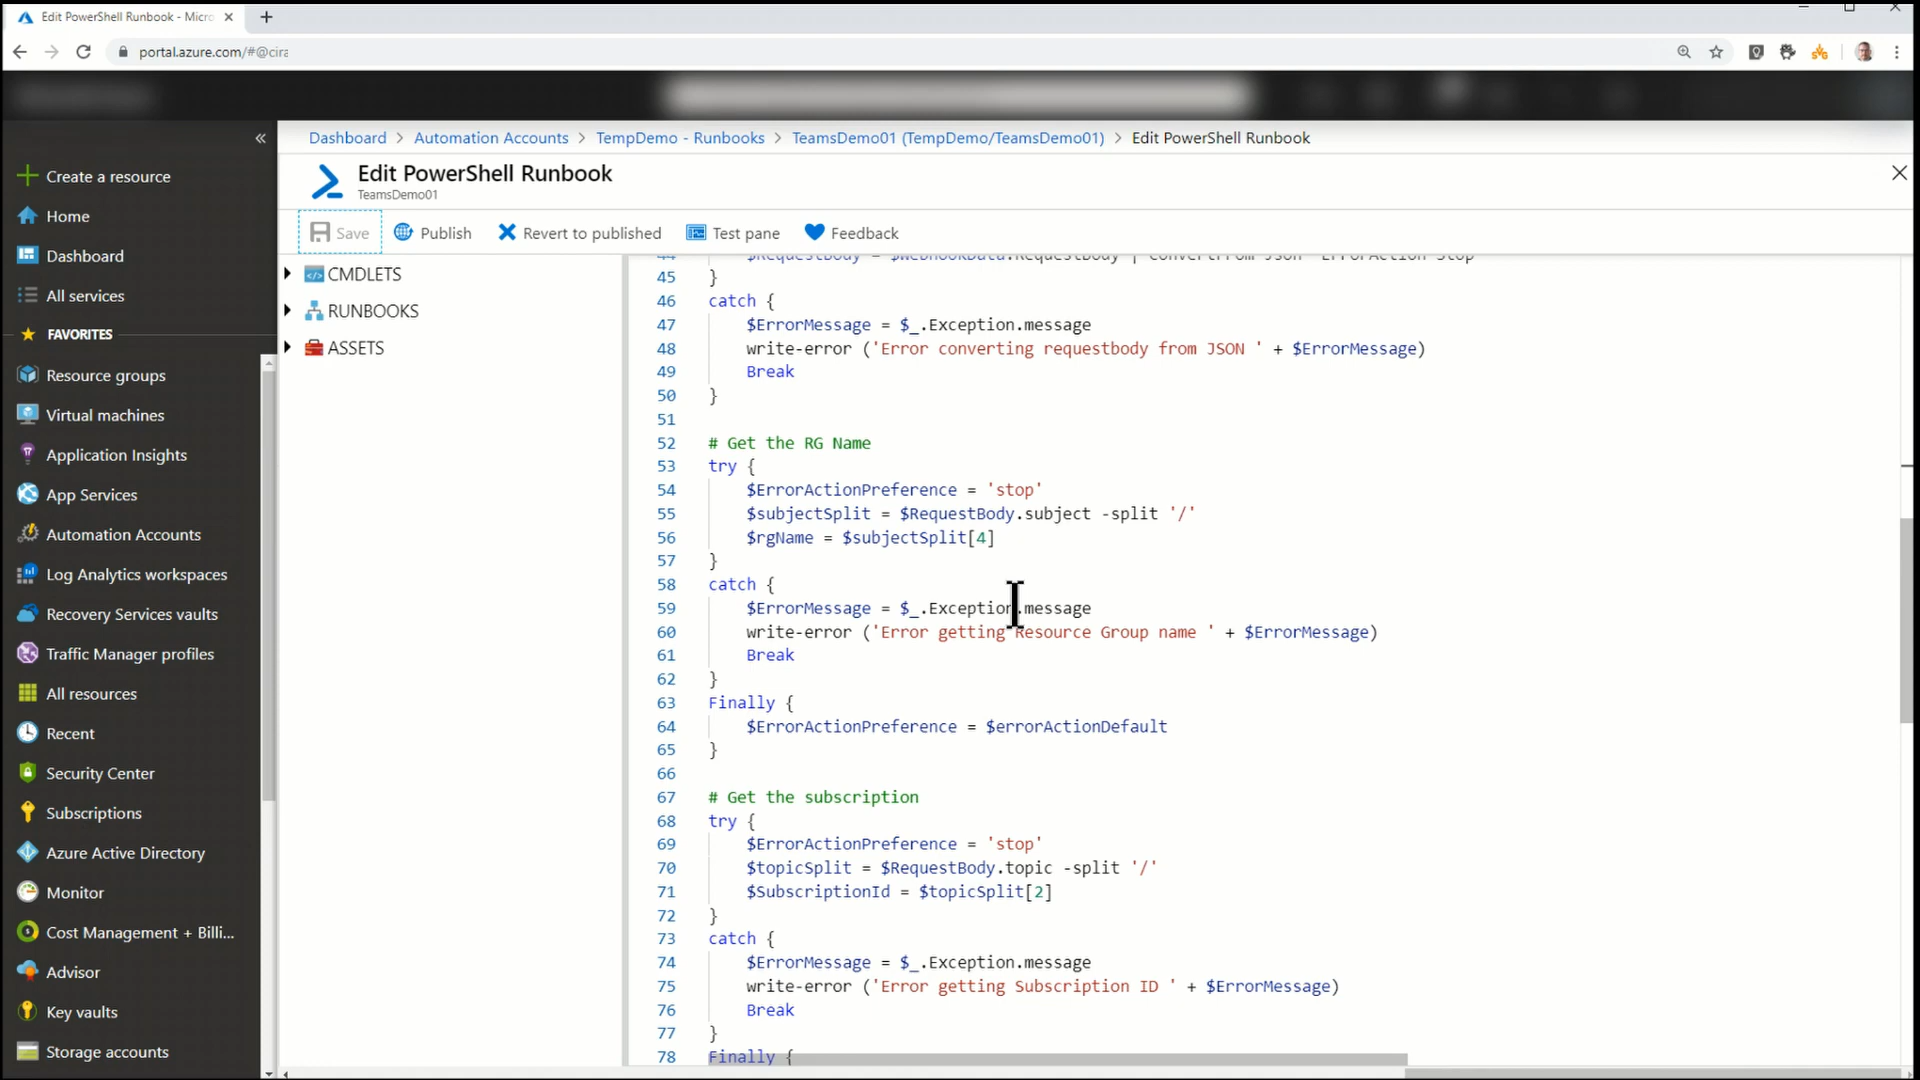 Edit PowerShell Runbook - Micro
portal.azure.com/#@cira
Dashboard > Automation Accounts > TempDemo - Runbooks > TeamsDemo01 (TempDemo/TeamsDemo01) > Edit PowerShell Runbook
Edit PowerShell Runbook
TeamsDemo01
Save
Publish
Revert to published
Test pane
Feedback
Create a resource
Home
Dashboard
All services
FAVORITES
Resource groups
Virtual machines
Application Insights
App Services
Automation Accounts
Log Analytics workspaces
Recovery Services vaults
Traffic Manager profiles
All resources
Recent
Security Center
Subscriptions
Azure Active Directory
Monitor
Cost Management + Billi...
Advisor
Key vaults
Storage accounts
CMDLETS
RUNBOOKS
ASSETS
44 $RequestBody = $WebhookData.RequestBody | ConvertFrom-Json -ErrorAction Stop
45 }
46 catch {
47 $ErrorMessage = $_.Exception.message
48 write-error ('Error converting requestbody from JSON ' + $ErrorMessage)
49 Break
50 }
51
52 # Get the RG Name
53 try {
54 $ErrorActionPreference = 'stop'
55 $subjectSplit = $RequestBody.subject -split '/'
56 $rgName = $subjectSplit[4]
57 }
58 catch {
59 $ErrorMessage = $_.Exception.message
60 write-error ('Error getting Resource Group name ' + $ErrorMessage)
61 Break
62 }
63 Finally {
64 $ErrorActionPreference = $errorActionDefault
65 }
66
67 # Get the subscription
68 try {
69 $ErrorActionPreference = 'stop'
70 $topicSplit = $RequestBody.topic -split '/'
71 $SubscriptionId = $topicSplit[2]
72 }
73 catch {
74 $ErrorMessage = $_.Exception.message
75 write-error ('Error getting Subscription ID ' + $ErrorMessage)
76 Break
77 }
78 Finally {